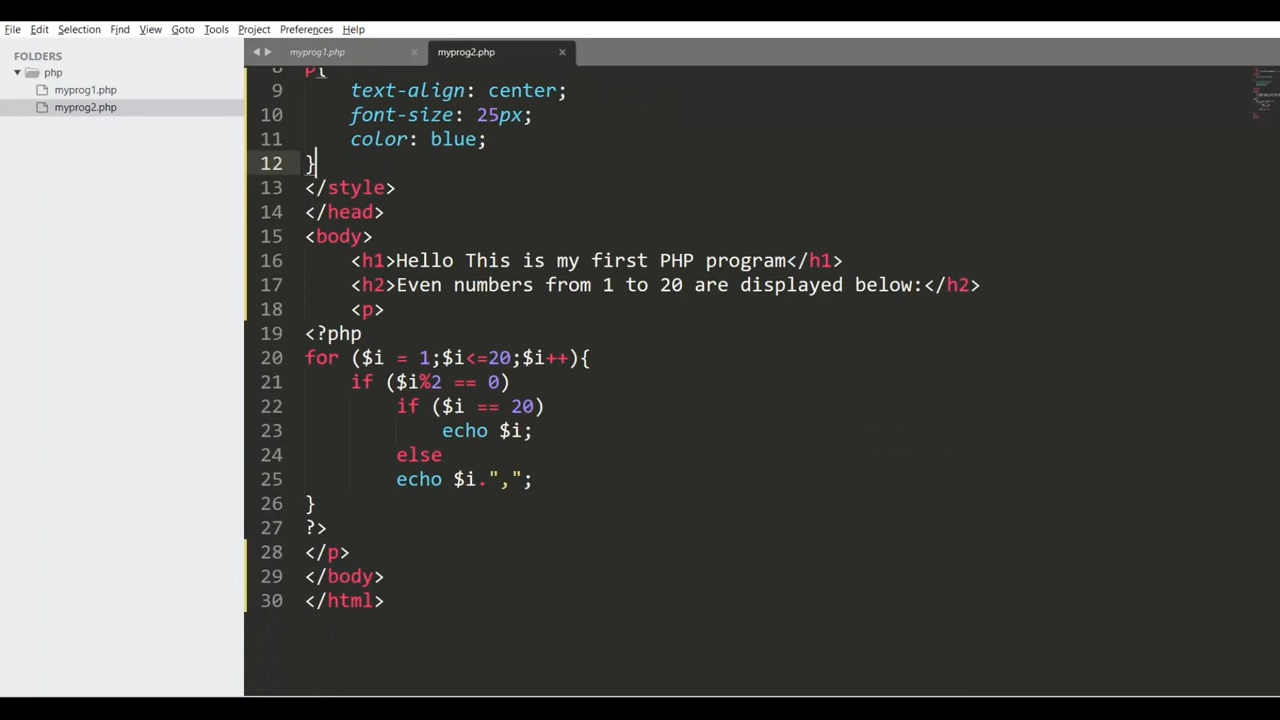 File Edit Selection Find View Goto Tools Project Preferences Help
FOLDERS
php
myprog1.php
myprog2.php
myprog1.php × myprog2.php ×
8 p{
9 text-align: center;
10 font-size: 25px;
11 color: blue;
12 }
13 </style>
14 </head>
15 <body>
16 <h1>Hello This is my first PHP program</h1>
17 <h2>Even numbers from 1 to 20 are displayed below:</h2>
18 <p>
19 <?php
20 for ($i = 1;$i<=20;$i++){
21 if ($i%2 == 0)
22 if ($i == 20)
23 echo $i;
24 else
25 echo $i.",";
26 }
27 ?>
28 </p>
29 </body>
30 </html>